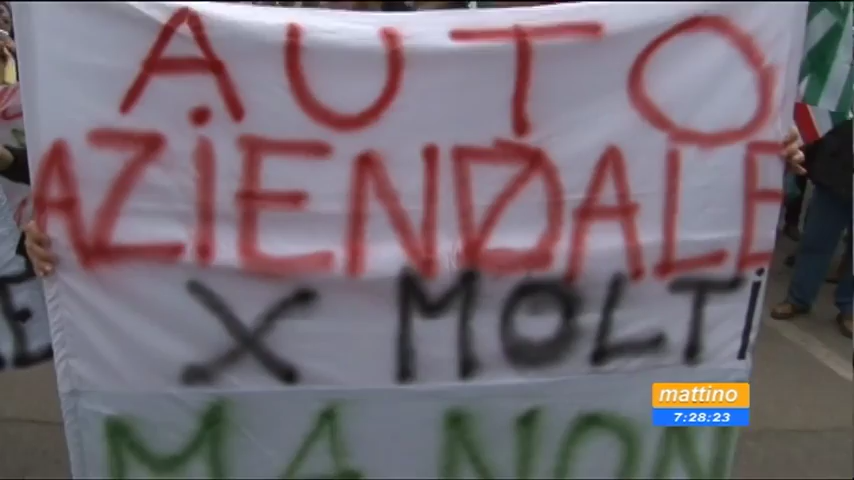 AUTO
AZiENDALE
X MOLTi
MA NON
mattino
7:28:23